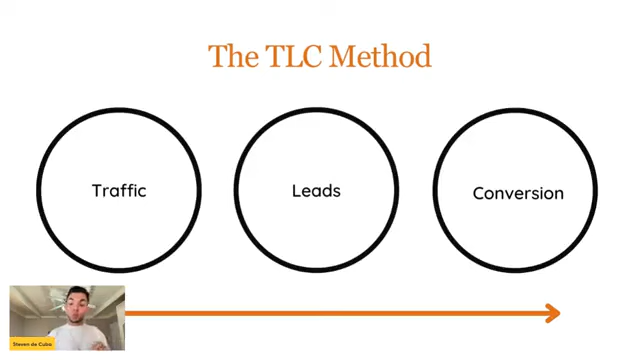 The TLC Method
Traffic
Leads
Conversion
Steven de Cuba